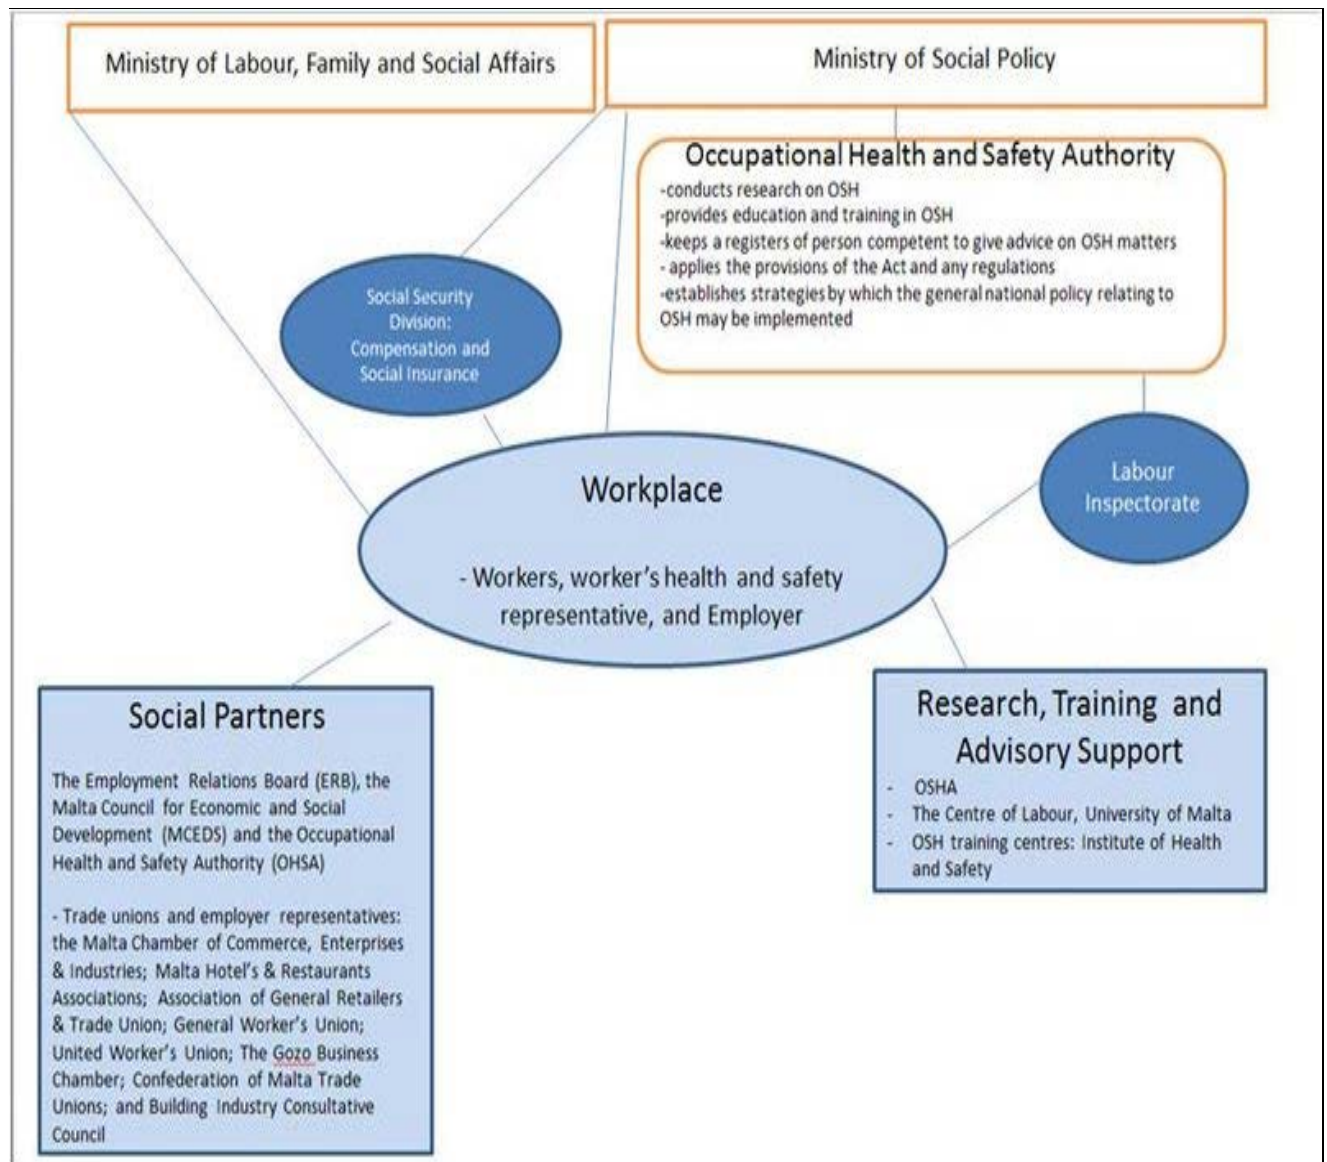 Ministry of Labour, Family and Social Affairs
Ministry of Social Policy
Occupational Health and Safety Authority
-conducts research on OSH
-provides education and training in OSH
-keeps a registers of person competent to give advice on OSH matters
- applies the provisions of the Act and any regulations
-establishes strategies by which the general national policy relating to
OSH may be implemented
Social Security
Division:
Compensation and
Social Insurance
Labour
Inspectorate
Workplace
- Workers, worker's health and safety
representative, and Employer
Social Partners
The Employment Relations Board (ERB), the
Malta Council for Economic and Social
Development (MCEDS) and the Occupational
Health and Safety Authority (OHSA)
- Trade unions and employer representatives:
the Malta Chamber of Commerce, Enterprises
& Industries; Malta Hotel's & Restaurants
Associations; Association of General Retailers
& Trade Union; General Worker's Union;
United Worker's Union; The Gozo Business
Chamber; Confederation of Malta Trade
Unions; and Building Industry Consultative
Council
Research, Training and
Advisory Support
- OSHA
- The Centre of Labour, University of Malta
- OSH training centres: Institute of Health
and Safety